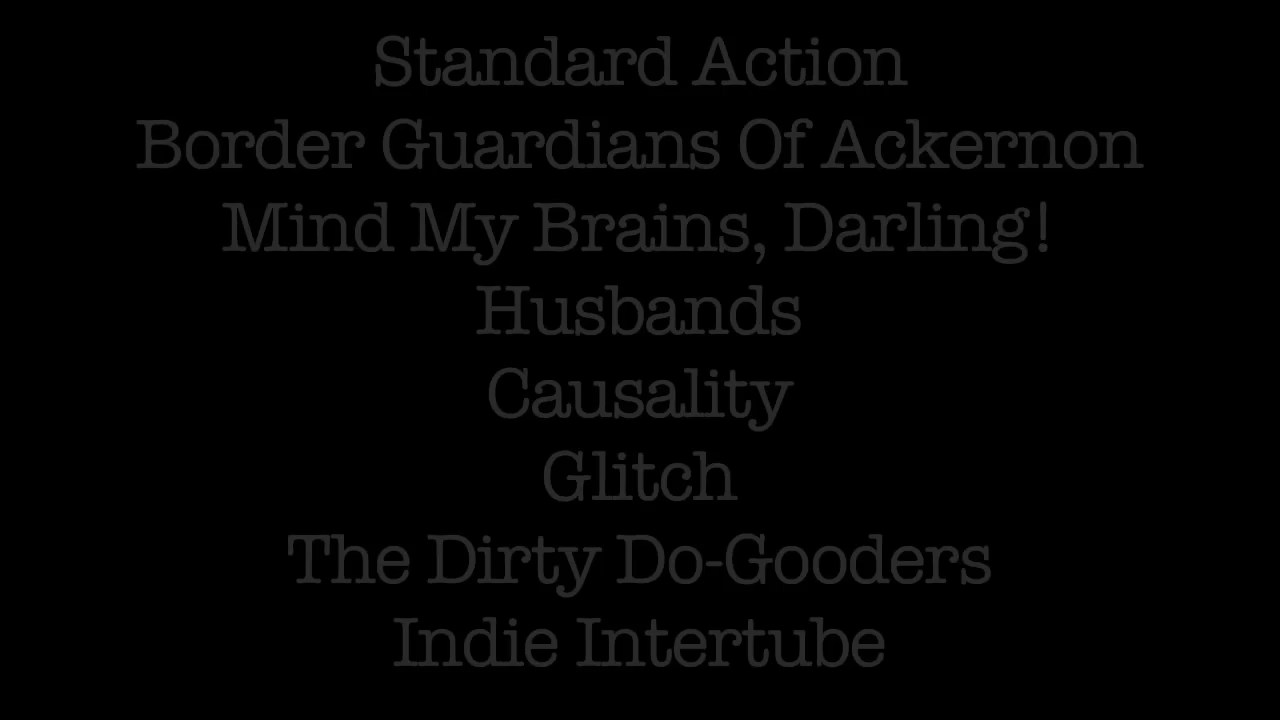 Standard Action
Border Guardians Of Ackernon
Mind My Brains, Darling!
Husbands
Causality
Glitch
The Dirty Do-Gooders
Indie Intertube